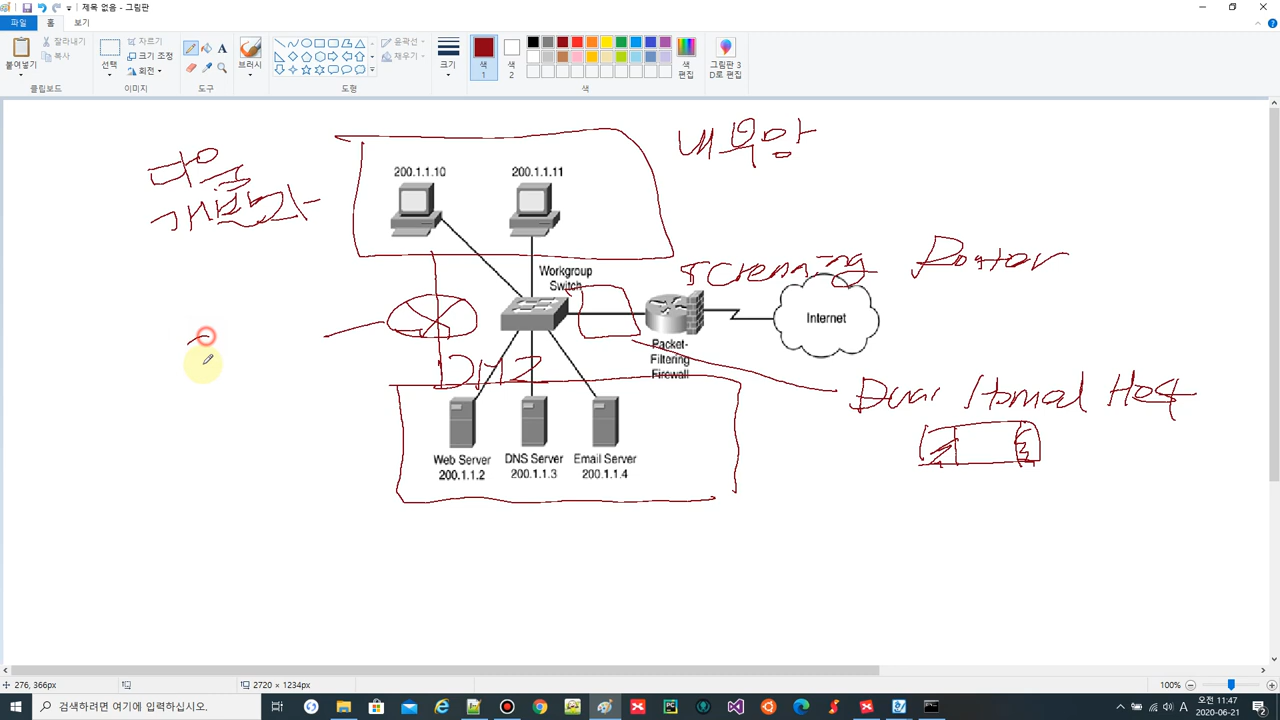 제목 없음 - 그림판
파일
홈
보기
붙여넣기
잘라내기
복사
클립보드
선택
자르기
크기 조정
회전
이미지
A
도구
브러시
윤곽선
채우기
도형
크기
색
1
색
2
색
편집
색
그림판 3
D로 편집
내부망
다음
200.1.1.10
200.1.1.11
Workgroup
Switch
Screening Router
Internet
Packet-
Filtering
Firewall
DMZ
Dual Homed Host
Web Server
200.1.1.2
DNS Server
200.1.1.3
Email Server
200.1.1.4
276, 366px
2720 × 1234px
100%
검색하려면 여기에 입력하십시오.
PC
A
오전 11:47
2020-06-21